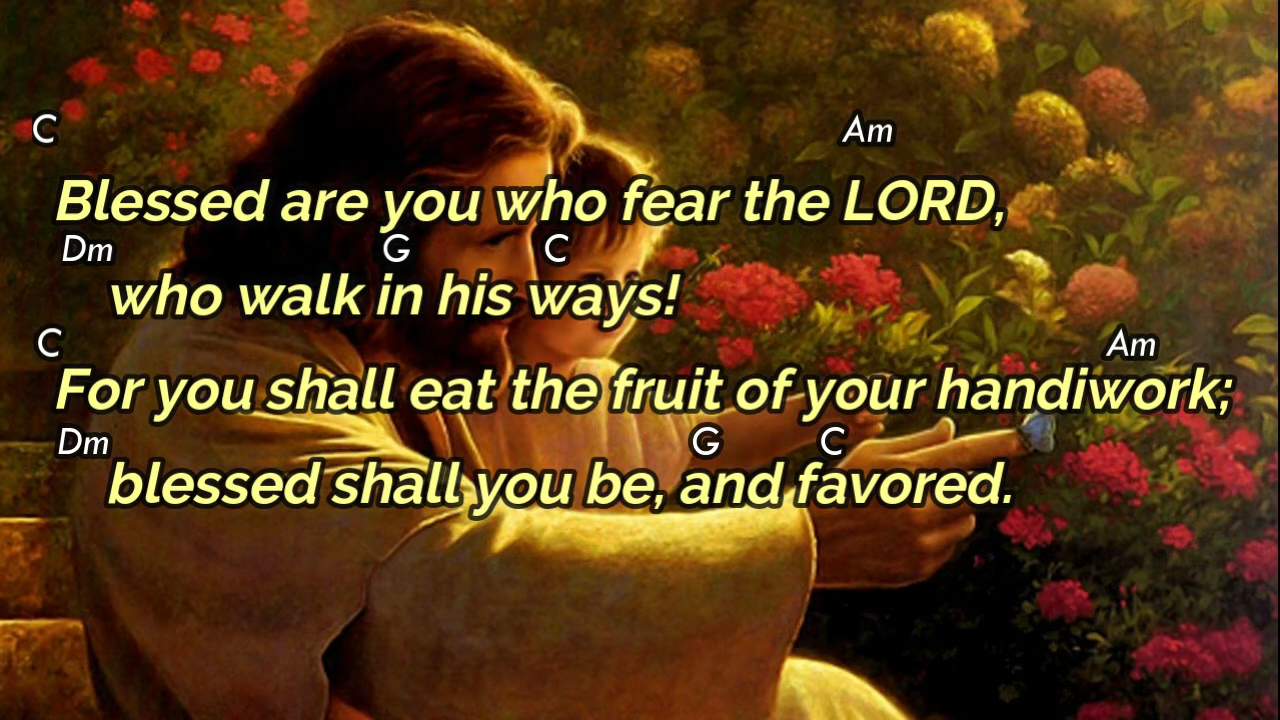 C Am
Blessed are you who fear the LORD,
Dm G C
who walk in his ways!
C Am
For you shall eat the fruit of your handiwork;
Dm G C
blessed shall you be, and favored.